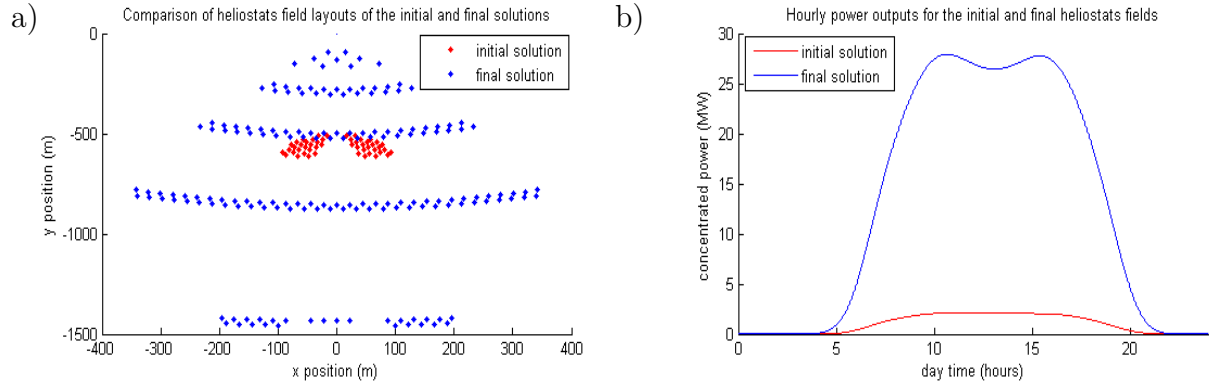 a)
Comparison of heliostats field layouts of the initial and final solutions
0
-500
-1000
-1500
y position (m)
-400 -300 -200 -100 0 100 200 300 400
x position (m)
initial solution
final solution
b)
Hourly power outputs for the initial and final heliostats fields
30
25
20
15
10
5
0
concentrated power (MW)
0 5 10 15 20
day time (hours)
initial solution
final solution